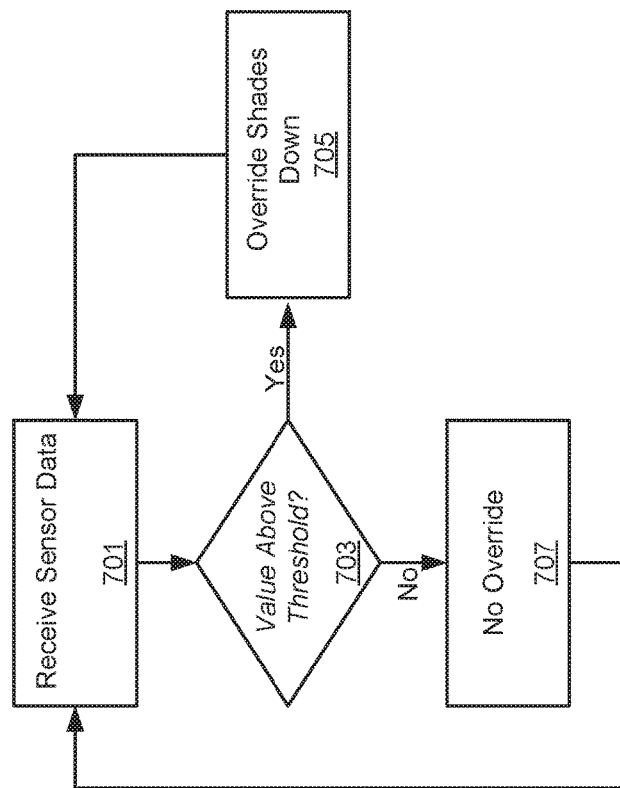 Receive Sensor Data
701
Value Above
Threshold?
703
Yes
Override Shades
Down
705
No
No Override
707